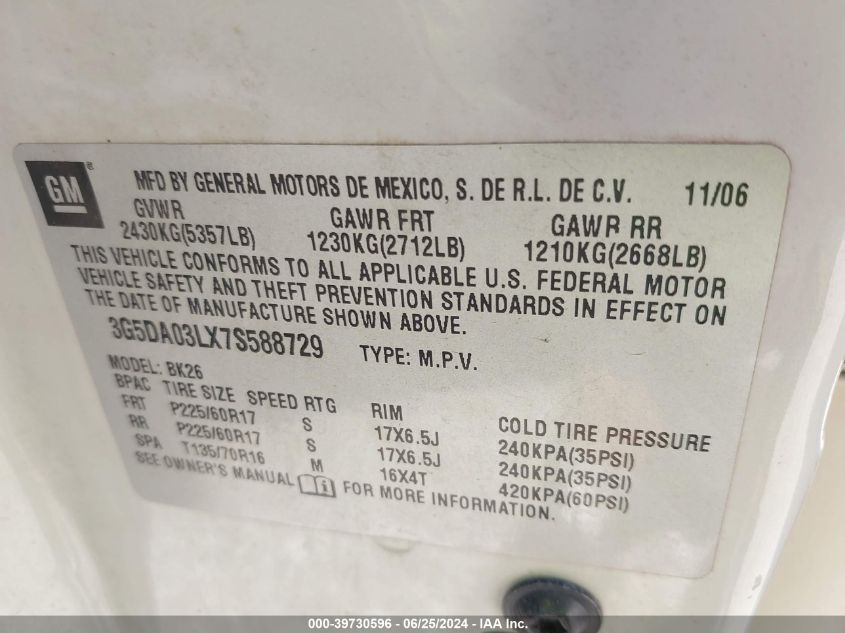 GM ® MFD BY GENERAL MOTORS DE MEXICO, S. DE R.L. DE C.V. 11/06
GVWR GAWR FRT GAWR RR
2430KG(5357LB) 1230KG(2712LB) 1210KG(2668LB)
THIS VEHICLE CONFORMS TO ALL APPLICABLE U.S. FEDERAL MOTOR
VEHICLE SAFETY AND THEFT PREVENTION STANDARDS IN EFFECT ON
THE DATE OF MANUFACTURE SHOWN ABOVE.
3G5DA03LX7S588729 TYPE: M.P.V.
MODEL: BK26
BPAC TIRE SIZE SPEED RTG RIM COLD TIRE PRESSURE
FRT P225/60R17 S 17X6.5J 240KPA(35PSI)
RR P225/60R17 S 17X6.5J 240KPA(35PSI)
SPA T135/70R16 M 16X4T 420KPA(60PSI)
SEE OWNER'S MANUAL FOR MORE INFORMATION.
000-39730596 - 06/25/2024 - COPART.COM